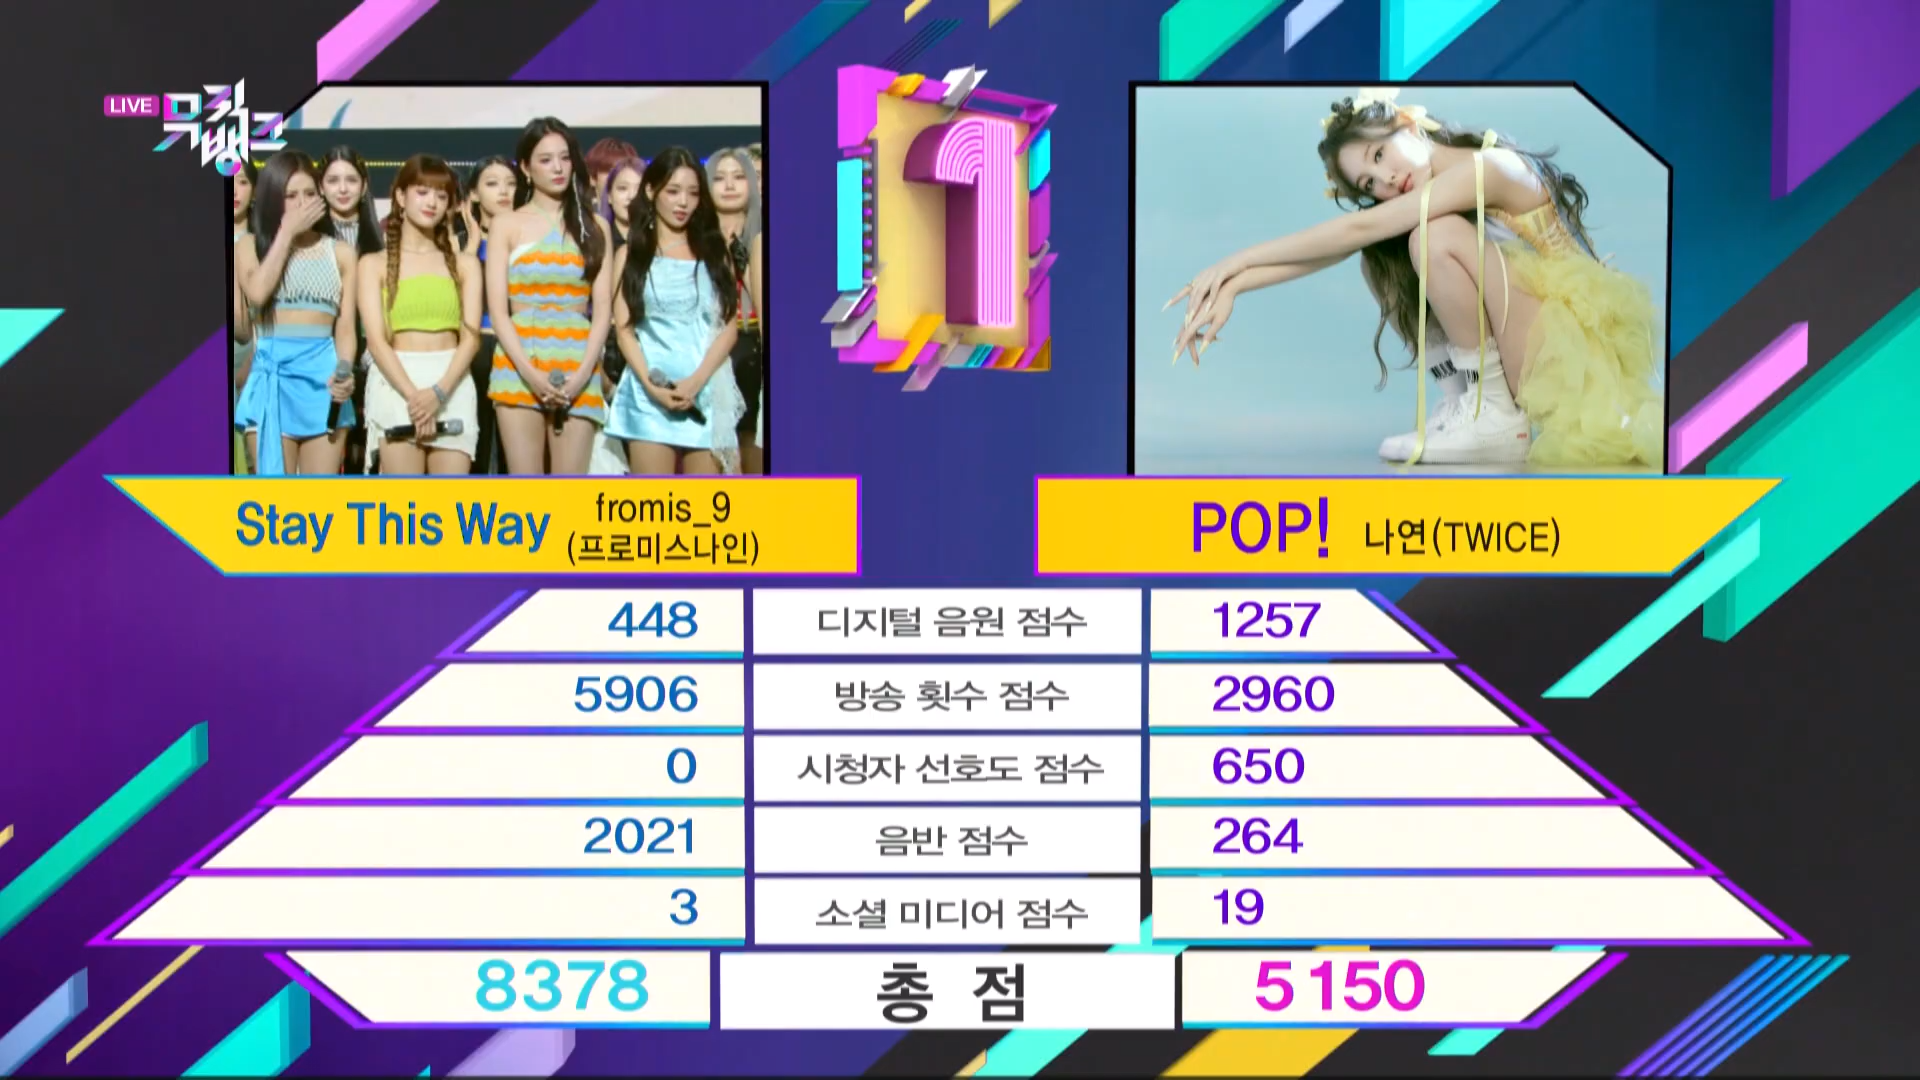 LIVE 뮤직
뱅크
1
Stay This Way fromis_9
(프로미스나인)
POP! 나연(TWICE)
448 디지털 음원 점수 1257
5906 방송 횟수 점수 2960
0 시청자 선호도 점수 650
2021 음반 점수 264
3 소셜 미디어 점수 19
8378 총 점 5150